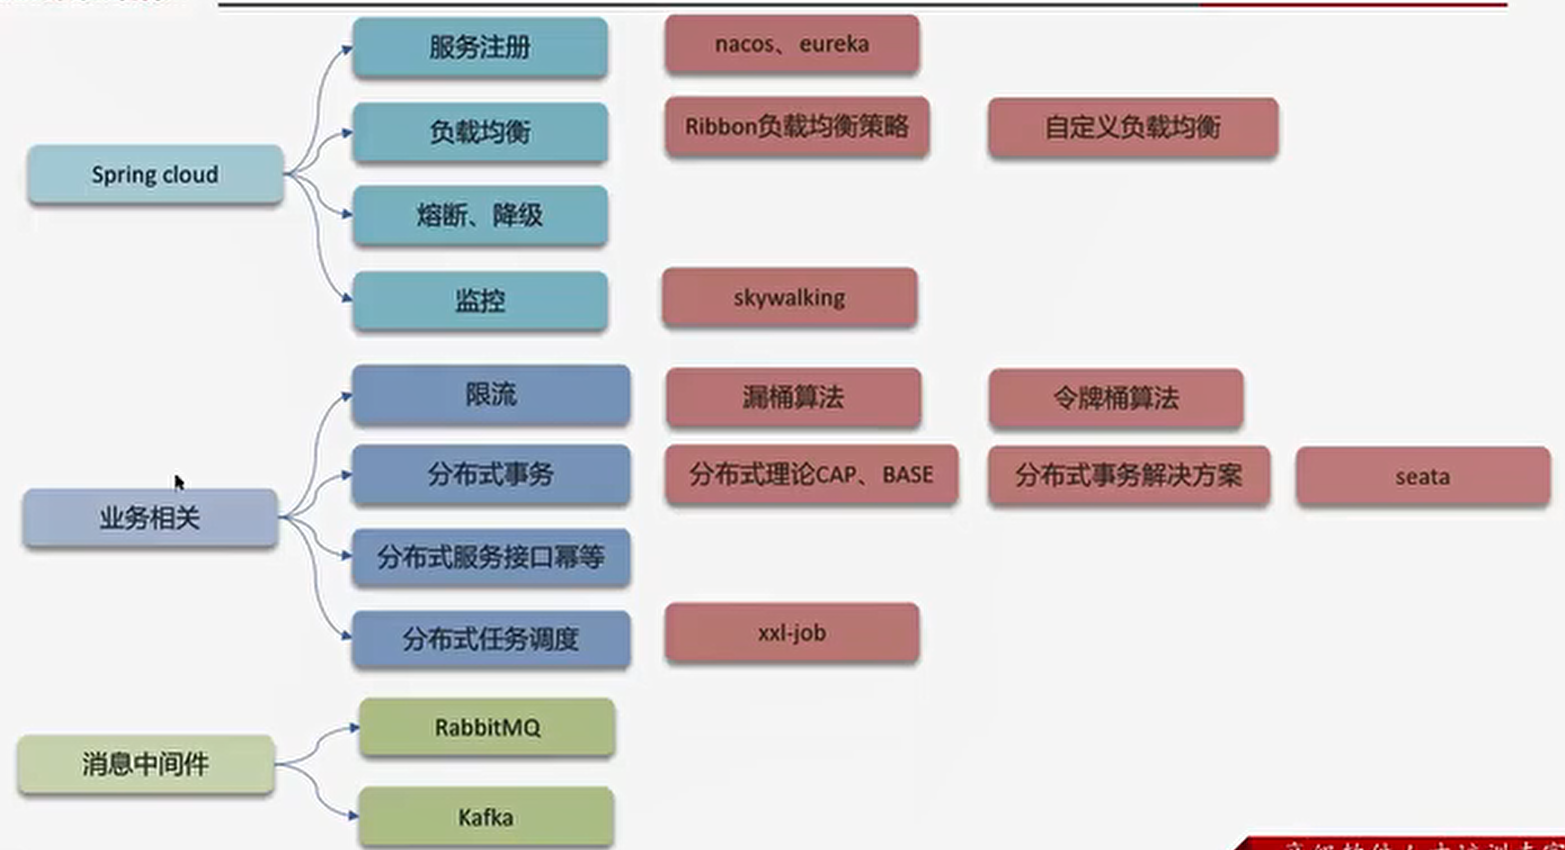 服务注册
nacos、eureka
负载均衡
Ribbon负载均衡策略
自定义负载均衡
Spring cloud
熔断、降级
监控
skywalking
限流
漏桶算法
令牌桶算法
分布式事务
分布式理论CAP、BASE
分布式事务解决方案
seata
业务相关
分布式服务接口幂等
分布式任务调度
xxl-job
RabbitMQ
消息中间件
Kafka